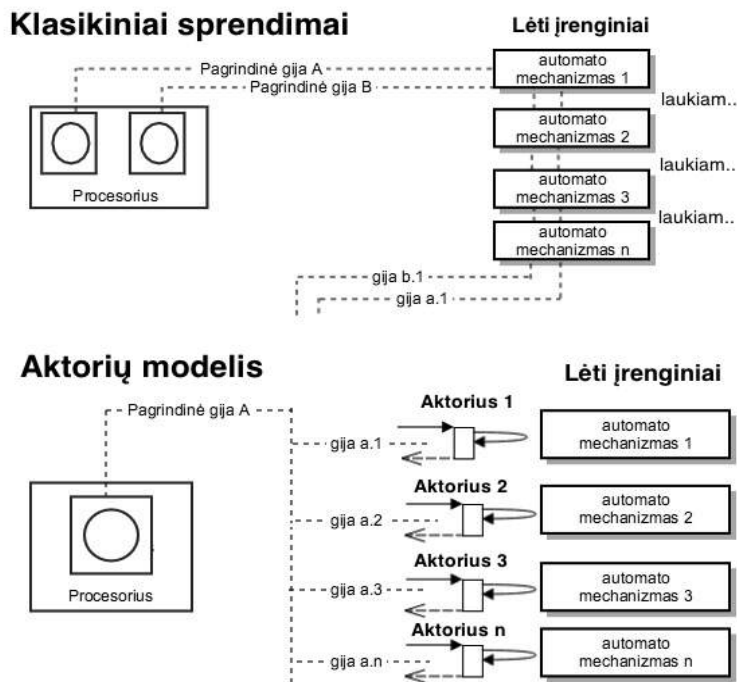 Klasikiniai sprendimai
Lėti įrenginiai
Pagrindinė gija A
Pagrindinė gija B
Procesorius
automato
mechanizmas 1
laukiam..
automato
mechanizmas 2
laukiam..
automato
mechanizmas 3
laukiam..
automato
mechanizmas n
gija b.1
gija a.1
Aktorių modelis
Lėti įrenginiai
Pagrindinė gija A
Procesorius
Aktorius 1
gija a.1
automato
mechanizmas 1
Aktorius 2
gija a.2
automato
mechanizmas 2
Aktorius 3
gija a.3
automato
mechanizmas 3
Aktorius n
gija a.n
automato
mechanizmas n